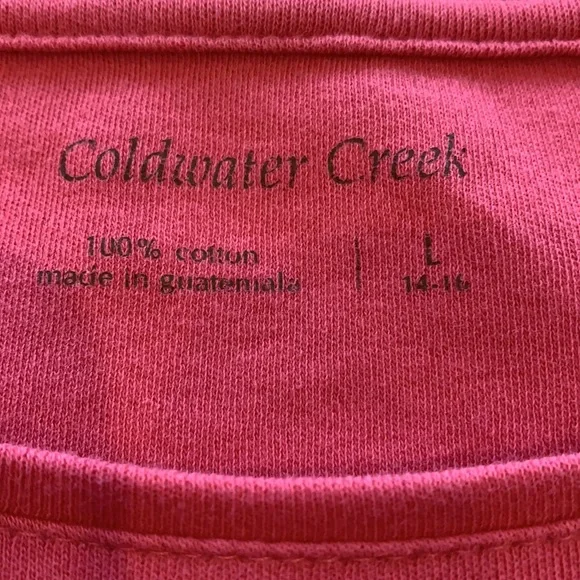 Coldwater Creek
100% cotton
made in guatemala
L
14-16